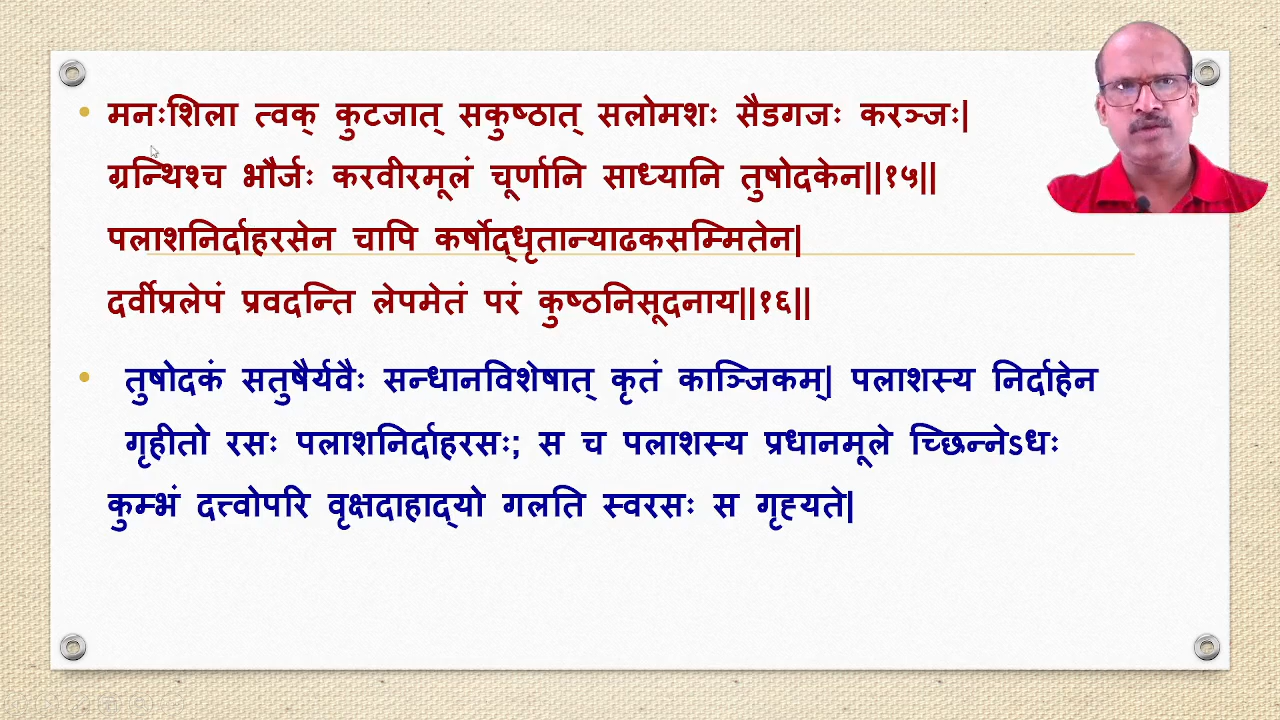 मनःशिला त्वक् कुटजात् सकुष्ठात् सलोमशः सैडगजः करञ्जः|
ग्रन्थिश्च भौर्जः करवीरमूलं चूर्णानि साध्यानि तुषोदकेन||१५||
पलाशनिर्दाहरसेन चापि कर्षोद्धृतान्याढकसम्मितेन|
दर्वीप्रलेपं प्रवदन्ति लेपमेतं परं कुष्ठनिसूदनाय||१६||
तुषोदकं सतुषैर्यवैः सन्धानविशेषात् कृतं काञ्जिकम्| पलाशस्य निर्दाहेन
गृहीतो रसः पलाशनिर्दाहरसः; स च पलाशस्य प्रधानमूले च्छिन्नेऽधः
कुम्भं दत्त्वोपरि वृक्षदाहाद्यो गलति स्वरसः स गृह्यते|